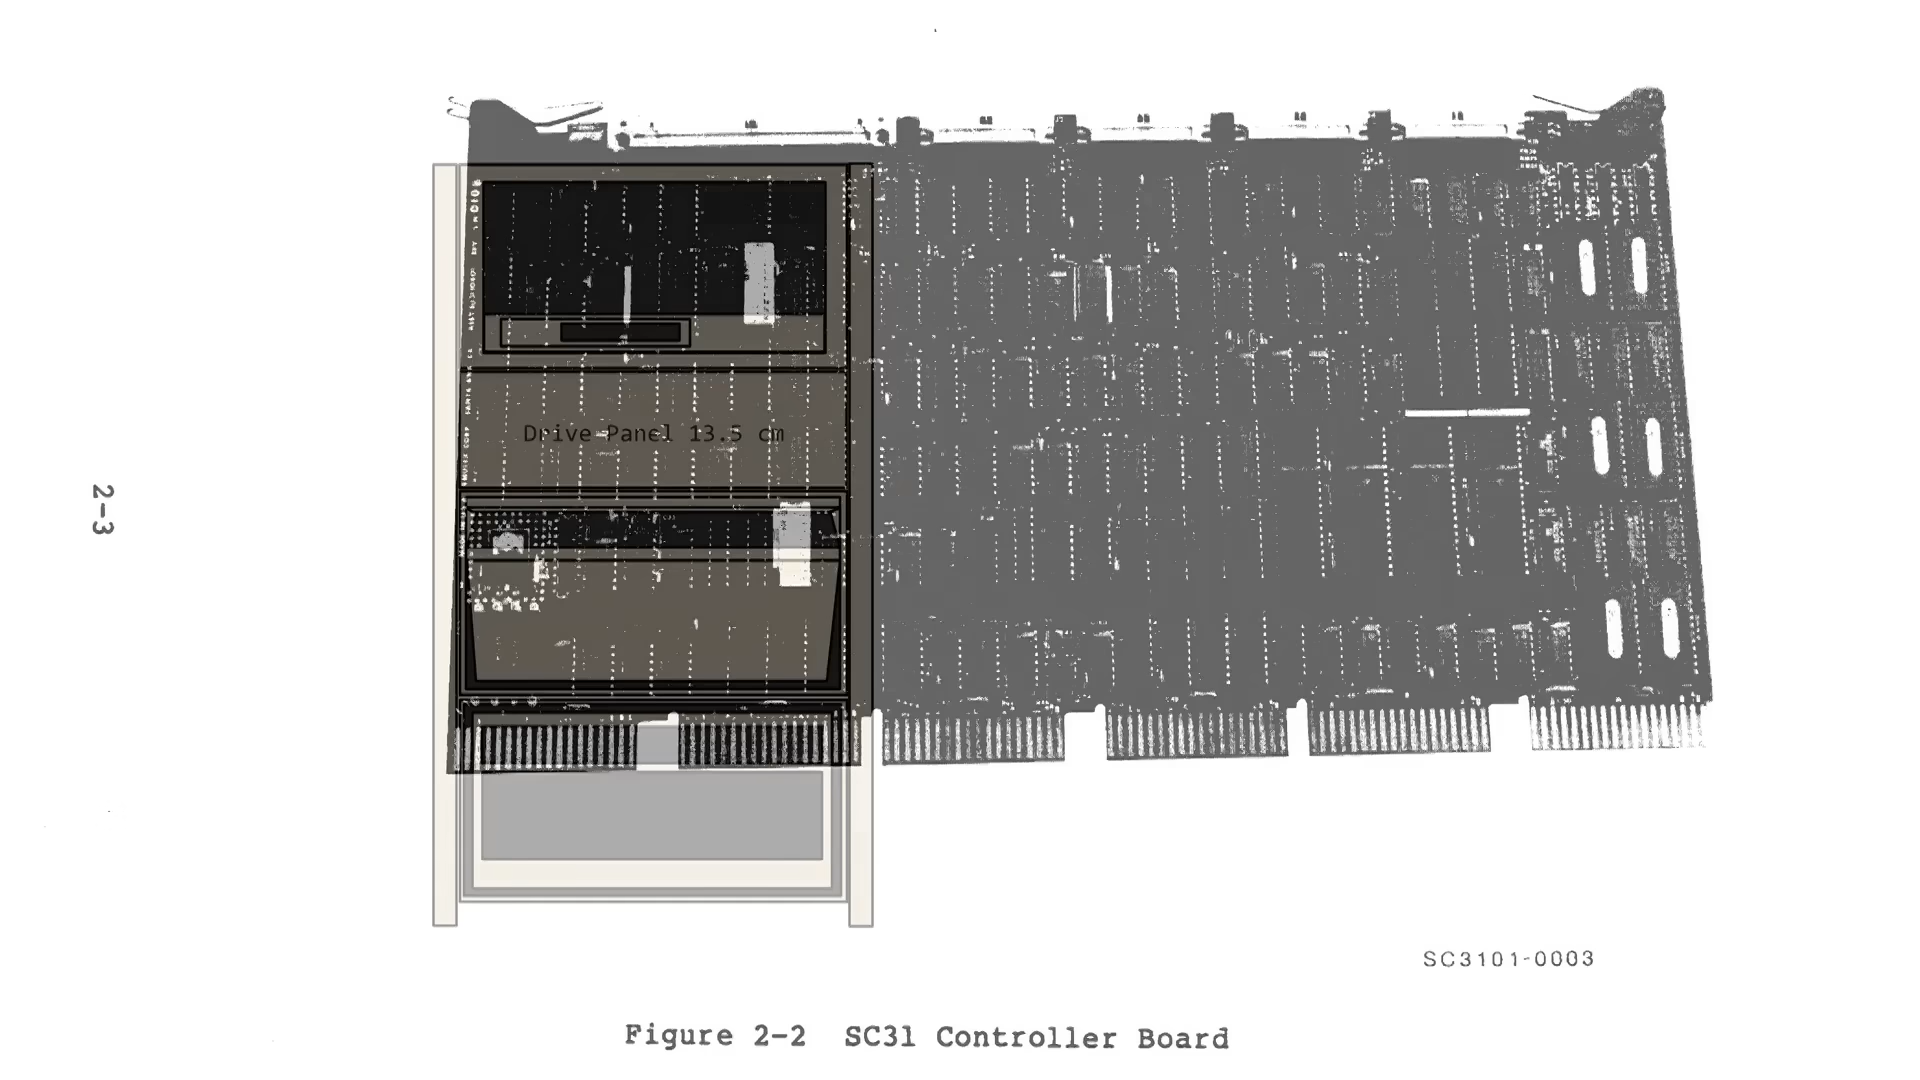 2-3
Drive Panel 13.5 cm
SC3101-0003
Figure 2-2 SC31 Controller Board